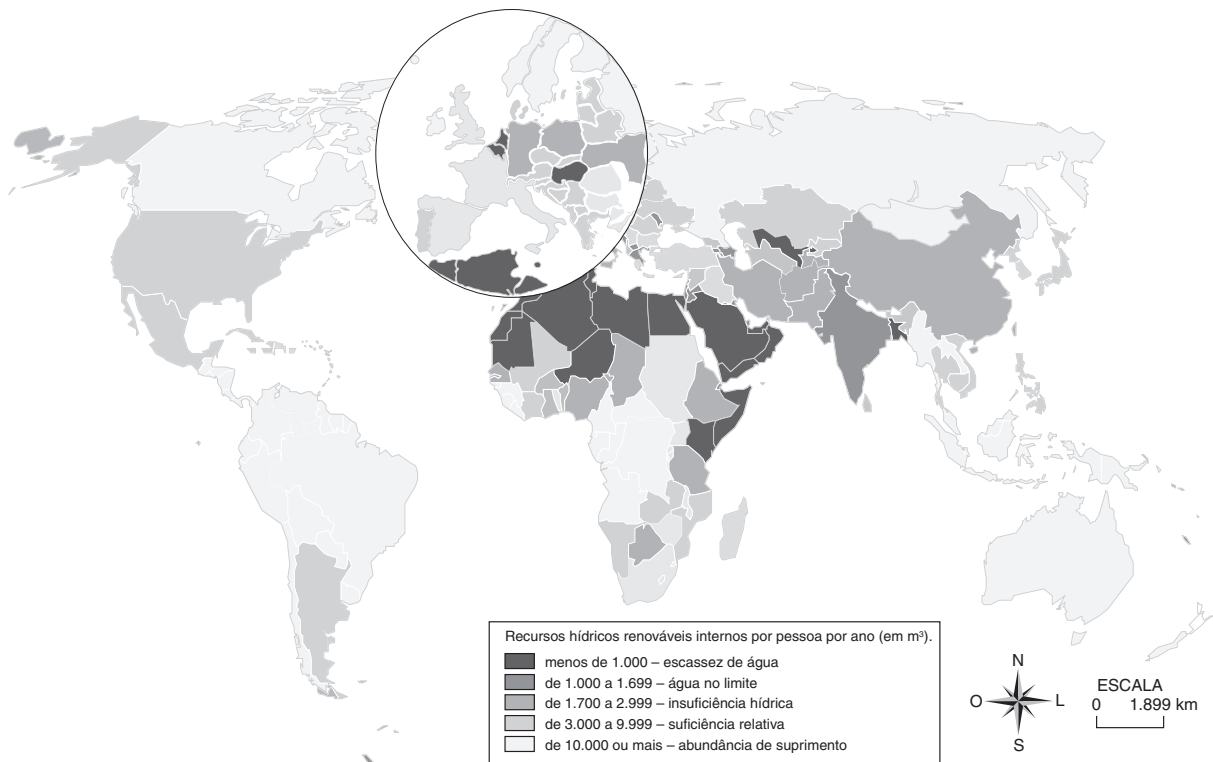 Recursos hídricos renováveis internos por pessoa por ano (em m³).
menos de 1.000 – escassez de água
de 1.000 a 1.699 – água no limite
de 1.700 a 2.999 – insuficiência hídrica
de 3.000 a 9.999 – suficiência relativa
de 10.000 ou mais – abundância de suprimento
N
O L
S
ESCALA
0 1.899 km